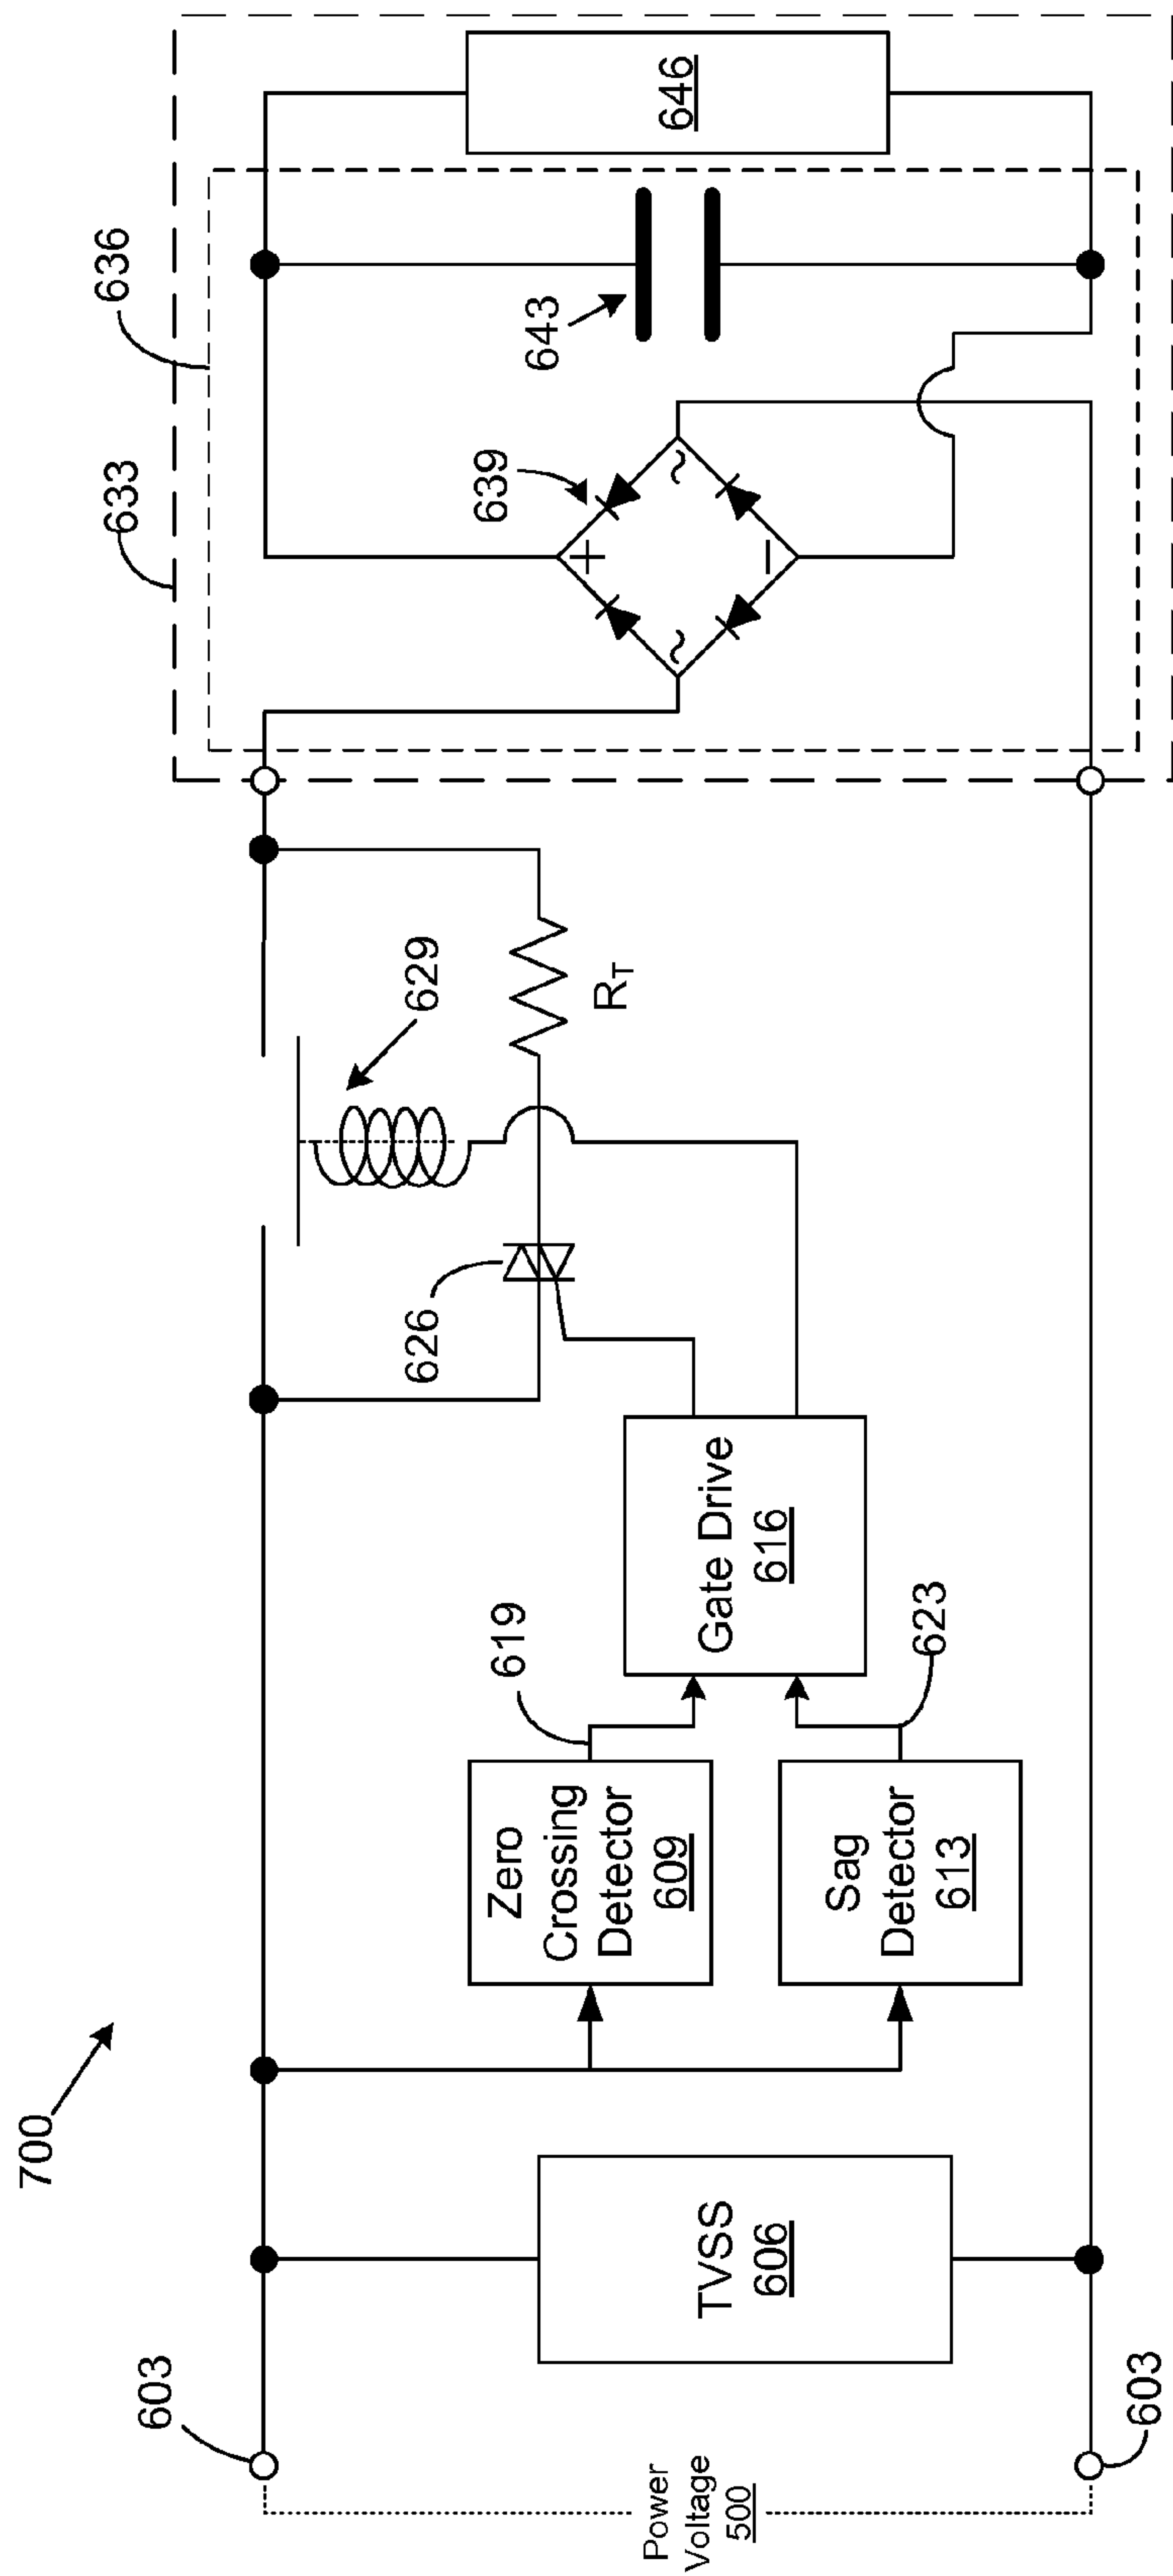 700
603
Power
Voltage
500
603
TVSS
606
Zero
Crossing
Detector
609
619
Sag
Detector
613
623
Gate Drive
616
626
629
R_T
633
636
639
+
~
~
−
643
646